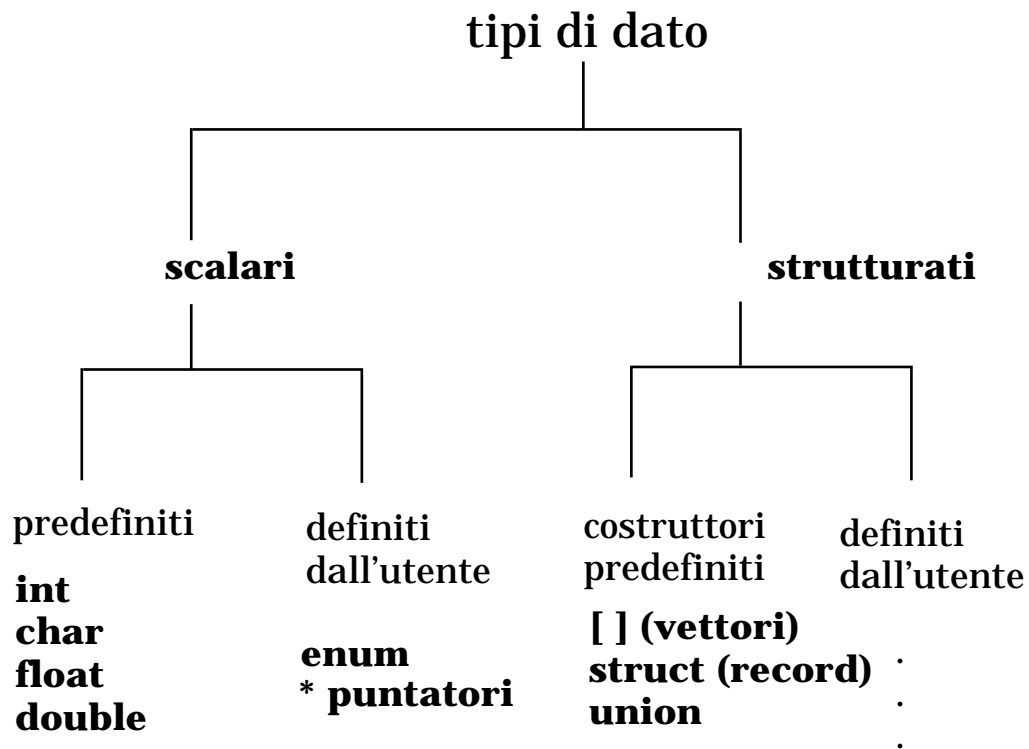 tipi di dato
scalari
strutturati
predefiniti
int
char
float
double
definiti
dall'utente
enum
* puntatori
costruttori
predefiniti
[ ] (vettori)
struct (record)
union
definiti
dall'utente
.
.
.